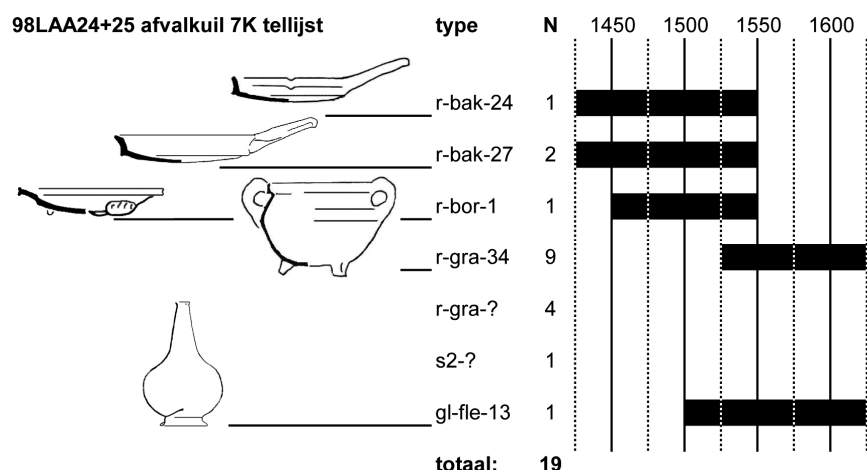 98LAA24+25 afvalkuil 7K tellijst type N 1450 1500 1550 1600
r-bak-24 1
r-bak-27 2
r-bor-1 1
r-gra-34 9
r-gra-? 4
s2-? 1
gl-fle-13 1
totaal: 19